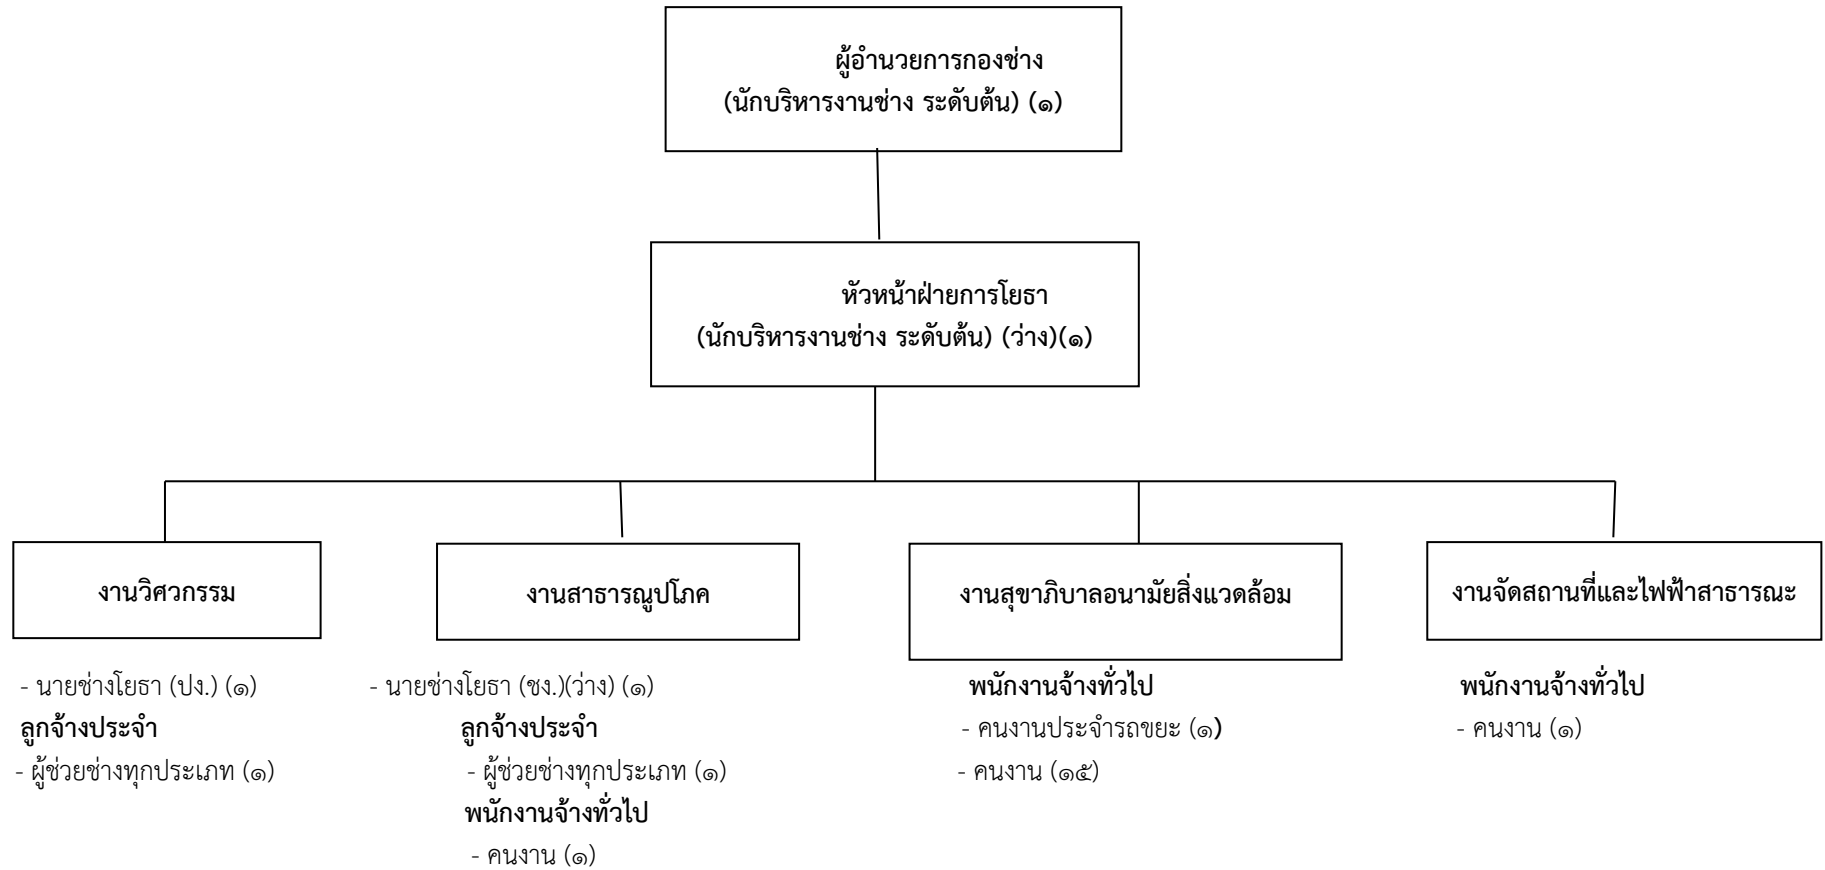 ผู้อำนวยการกองช่าง
(นักบริหารงานช่าง ระดับต้น) (๑)
หัวหน้าฝ่ายการโยธา
(นักบริหารงานช่าง ระดับต้น) (ว่าง)(๑)
งานวิศวกรรม
- นายช่างโยธา (ปง.) (๑)
ลูกจ้างประจำ
- ผู้ช่วยช่างทุกประเภท (๑)
งานสาธารณูปโภค
- นายช่างโยธา (ชง.)(ว่าง) (๑)
ลูกจ้างประจำ
- ผู้ช่วยช่างทุกประเภท (๑)
พนักงานจ้างทั่วไป
- คนงาน (๑)
งานสุขาภิบาลอนามัยสิ่งแวดล้อม
พนักงานจ้างทั่วไป
- คนงานประจำรถขยะ (๑)
- คนงาน (๑๕)
งานจัดสถานที่และไฟฟ้าสาธารณะ
พนักงานจ้างทั่วไป
- คนงาน (๑)